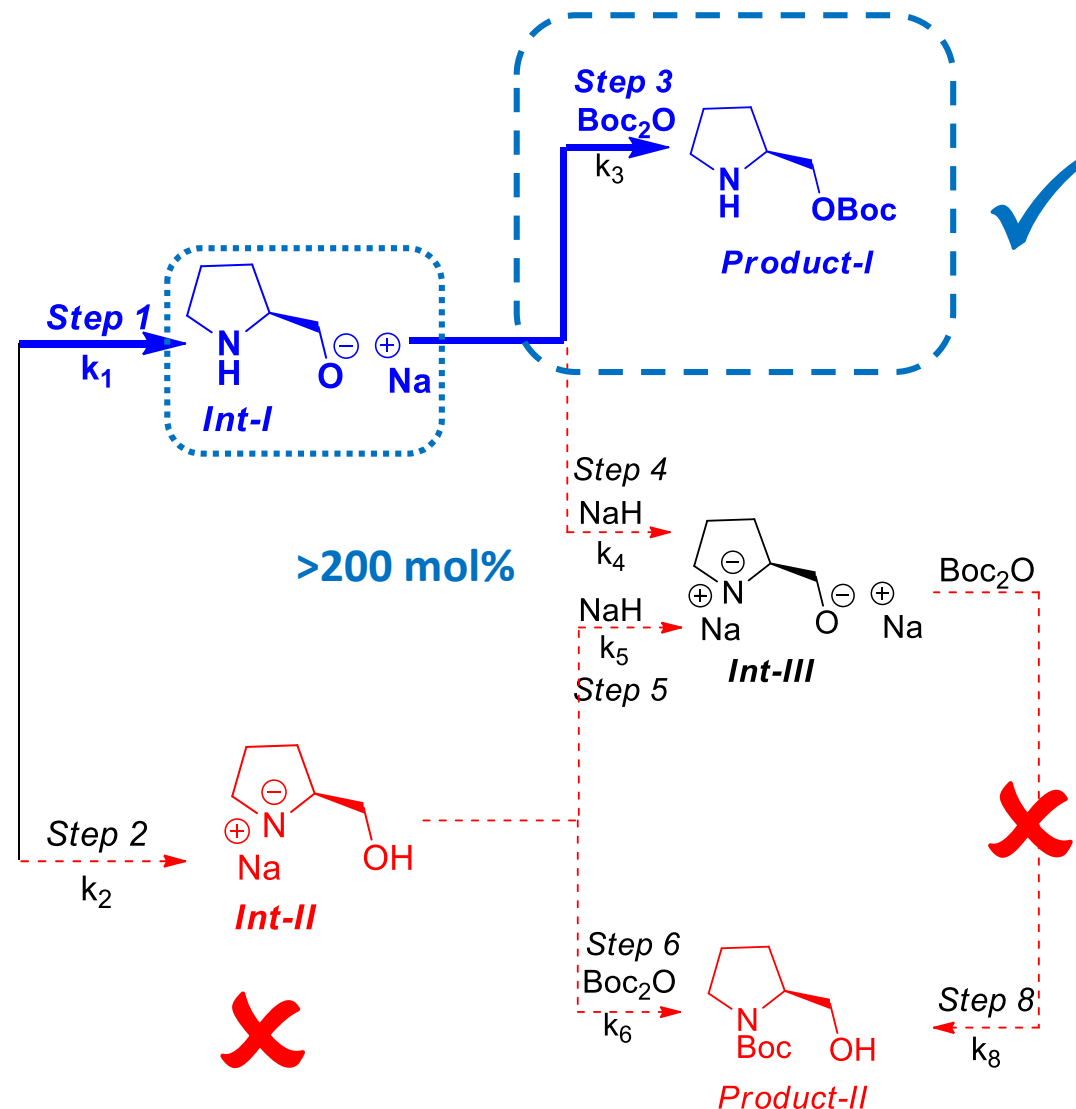 Step 3
Boc₂O
k₃
N
H
OBoc
Product-I
Step 1
k₁
N
H
O
⊖
⊕
Na
Int-I
Step 4
NaH
k₄
>200 mol%
NaH
k₅
Step 5
⊖
N
⊕
Na
O
⊖
⊕
Na
Int-III
Boc₂O
Step 2
k₂
⊖
N
⊕
Na
OH
Int-II
Step 6
Boc₂O
k₆
N
Boc
OH
Product-II
Step 8
k₈